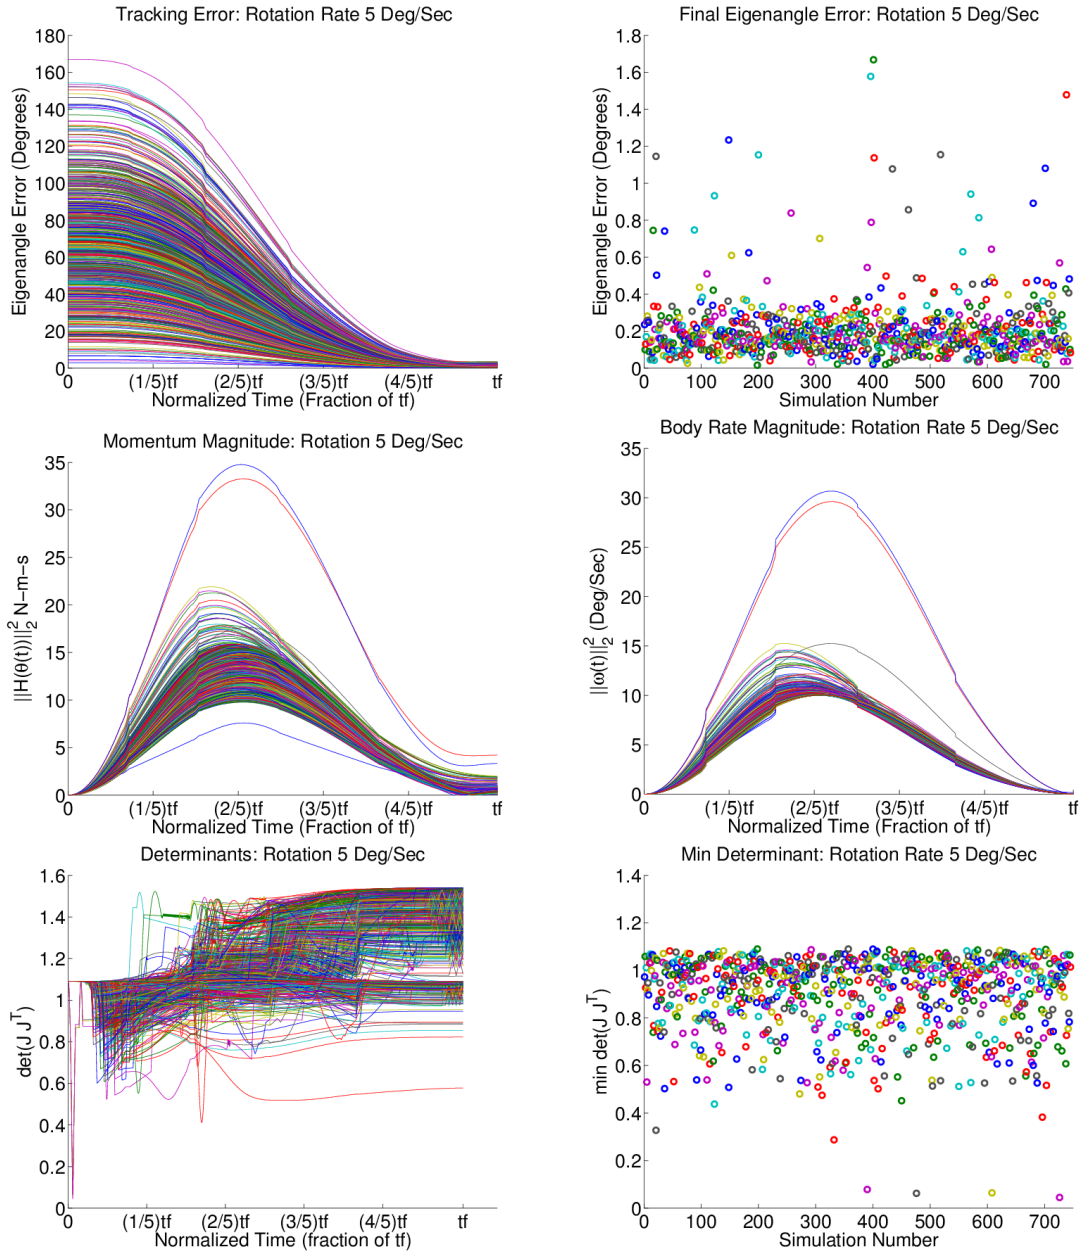 Tracking Error: Rotation Rate 5 Deg/Sec
Eigenangle Error (Degrees)
180
160
140
120
100
80
60
40
20
0
0 (1/5)tf (2/5)tf (3/5)tf (4/5)tf tf
Normalized Time (Fraction of tf)
Final Eigenangle Error: Rotation 5 Deg/Sec
Eigenangle Error (Degrees)
1.8
1.6
1.4
1.2
1
0.8
0.6
0.4
0.2
0
0 100 200 300 400 500 600 700
Simulation Number
Momentum Magnitude: Rotation 5 Deg/Sec
||H(θ(t))||₂² N−m−s
35
30
25
20
15
10
5
0
0 (1/5)tf (2/5)tf (3/5)tf (4/5)tf tf
Normalized Time (Fraction of tf)
Body Rate Magnitude: Rotation Rate 5 Deg/Sec
||ω(t)||₂² (Deg/Sec)
35
30
25
20
15
10
5
0
0 (1/5)tf (2/5)tf (3/5)tf (4/5)tf tf
Normalized Time (Fraction of tf)
Determinants: Rotation 5 Deg/Sec
det(J Jᵀ)
1.6
1.4
1.2
1
0.8
0.6
0.4
0.2
0
0 (1/5)tf (2/5)tf (3/5)tf (4/5)tf tf
Normalized Time (fraction of tf)
Min Determinant: Rotation Rate 5 Deg/Sec
min det(J Jᵀ)
1.4
1.2
1
0.8
0.6
0.4
0.2
0
0 100 200 300 400 500 600 700
Simulation Number